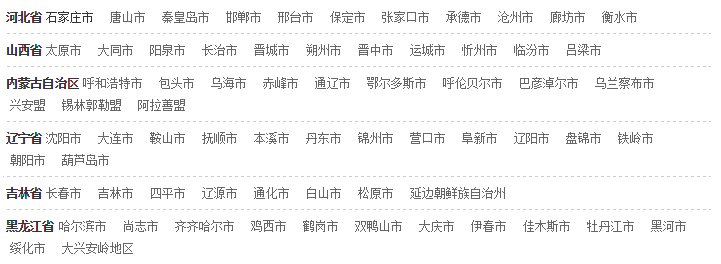 河北省 石家庄市 唐山市 秦皇岛市 邯郸市 邢台市 保定市 张家口市 承德市 沧州市 廊坊市 衡水市
山西省 太原市 大同市 阳泉市 长治市 晋城市 朔州市 晋中市 运城市 忻州市 临汾市 吕梁市
内蒙古自治区 呼和浩特市 包头市 乌海市 赤峰市 通辽市 鄂尔多斯市 呼伦贝尔市 巴彦淖尔市 乌兰察布市
兴安盟 锡林郭勒盟 阿拉善盟
辽宁省 沈阳市 大连市 鞍山市 抚顺市 本溪市 丹东市 锦州市 营口市 阜新市 辽阳市 盘锦市 铁岭市
朝阳市 葫芦岛市
吉林省 长春市 吉林市 四平市 辽源市 通化市 白山市 松原市 延边朝鲜族自治州
黑龙江省 哈尔滨市 尚志市 齐齐哈尔市 鸡西市 鹤岗市 双鸭山市 大庆市 伊春市 佳木斯市 牡丹江市 黑河市
绥化市 大兴安岭地区